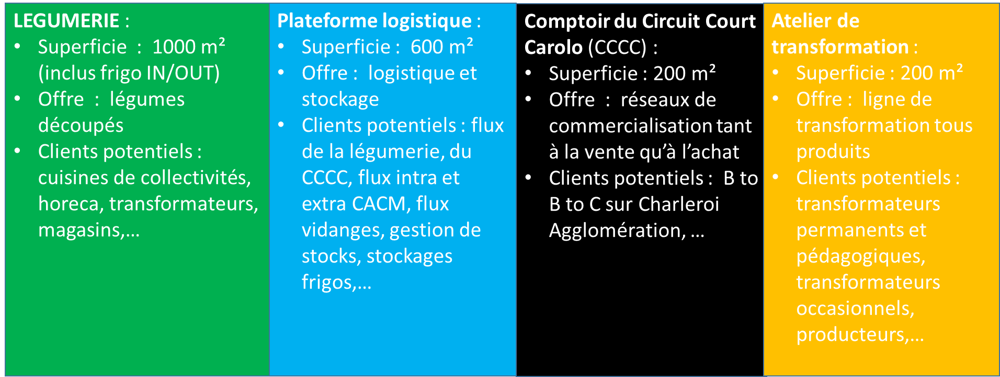 LEGUMERIE :
• Superficie : 1000 m²
(inclus frigo IN/OUT)
• Offre : légumes
découpés
• Clients potentiels :
cuisines de collectivités,
horeca, transformateurs,
magasins,...
Plateforme logistique :
• Superficie : 600 m²
• Offre : logistique et
stockage
• Clients potentiels : flux
de la légumerie, du
CCCC, flux intra et
extra CACM, flux
vidanges, gestion de
stocks, stockages
frigos,...
Comptoir du Circuit Court
Carolo (CCCC) :
• Superficie : 200 m²
• Offre : réseaux de
commercialisation tant
à la vente qu’à l’achat
• Clients potentiels : B to
B to C sur Charleroi
Agglomération, ...
Atelier de
transformation :
• Superficie : 200 m²
• Offre : ligne de
transformation tous
produits
• Clients potentiels :
transformateurs
permanents et
pédagogiques,
transformateurs
occasionnels,
producteurs,...